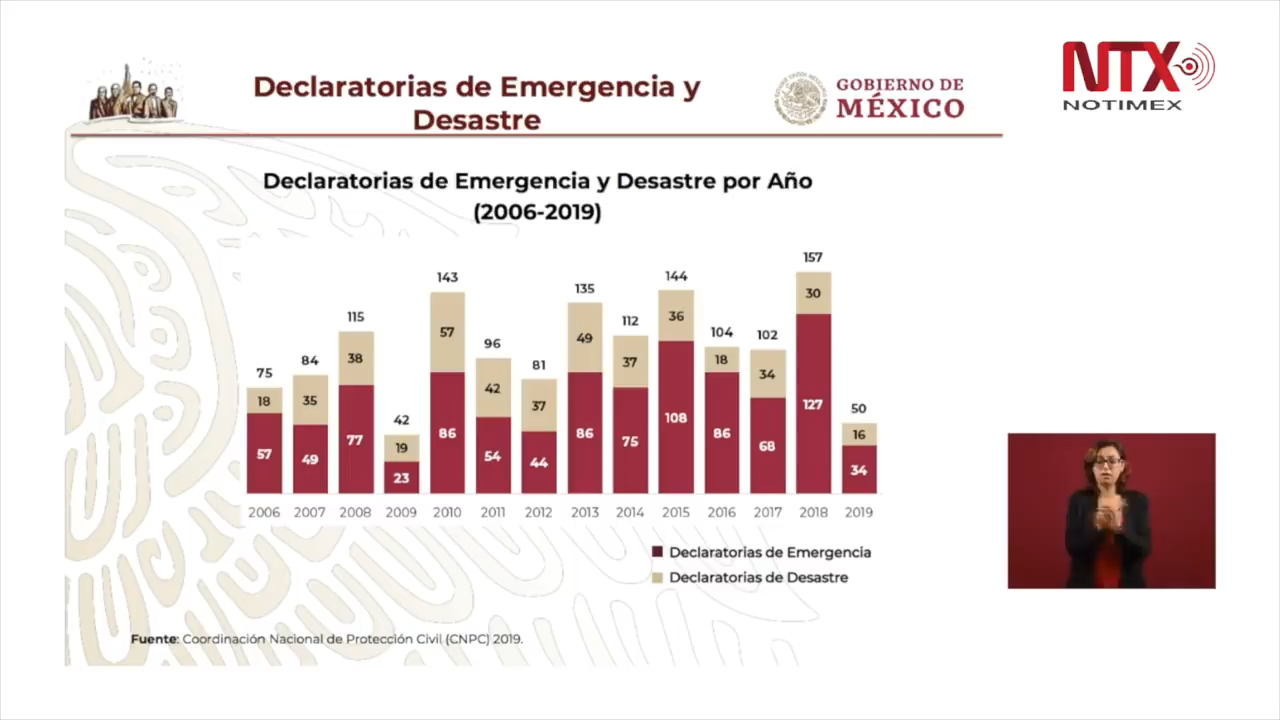 Declaratorias de Emergencia y
Desastre
GOBIERNO DE
MÉXICO
NTX
NOTIMEX
Declaratorias de Emergencia y Desastre por Año
(2006-2019)
75 84 115 42 143 96 81 135 112 144 104 102 157 50
18 35 38 19 57 42 37 49 37 36 18 34 30 16
57 49 77 23 86 54 44 86 75 108 86 68 127 34
2006 2007 2008 2009 2010 2011 2012 2013 2014 2015 2016 2017 2018 2019
Declaratorias de Emergencia
Declaratorias de Desastre
Fuente: Coordinación Nacional de Protección Civil (CNPC) 2019.